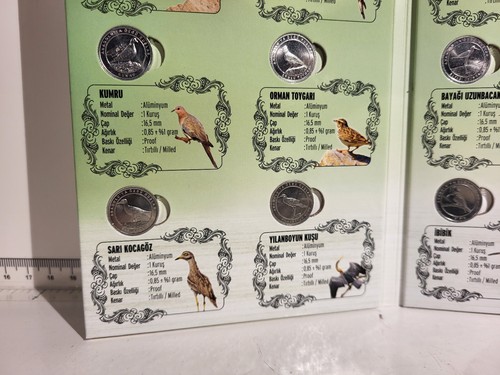 KUMRU
Metal :Alüminyum
Nominal Değer :1 Kuruş
Çap :16.5 mm
Ağırlık :0.85 + %1 gram
Baskı Özelliği :Proof
Kenar :Tırtıllı / Milled
ORMAN TOYGARI
Metal :Alüminyum
Nominal Değer :1 Kuruş
Çap :16.5 mm
Ağırlık :0.85 + %1 gram
Baskı Özelliği :Proof
Kenar :Tırtıllı / Milled
BAYAĞI UZUNBACAK
Metal :Alüminyum
Nominal Değer :1 Kuruş
Çap :16.5 mm
Ağırlık :0.85 + %1
Baskı Özelliği :Proof
Kenar :Tırtıllı / Milled
SARI KOCAGÖZ
Metal :Alüminyum
Nominal Değer :1 Kuruş
Çap :16.5 mm
Ağırlık :0.85 + %1 gram
Baskı Özelliği :Proof
Kenar :Tırtıllı / Milled
YILANBOYUN KUŞU
Metal :Alüminyum
Nominal Değer :1 Kuruş
Çap :16.5 mm
Ağırlık :0.85 + %1 gram
Baskı Özelliği :Proof
Kenar :Tırtıllı / Milled
İBİBİK
Metal
Nominal Değer
Çap
Ağırlık
Baskı Özelliği
Kenar
16 17